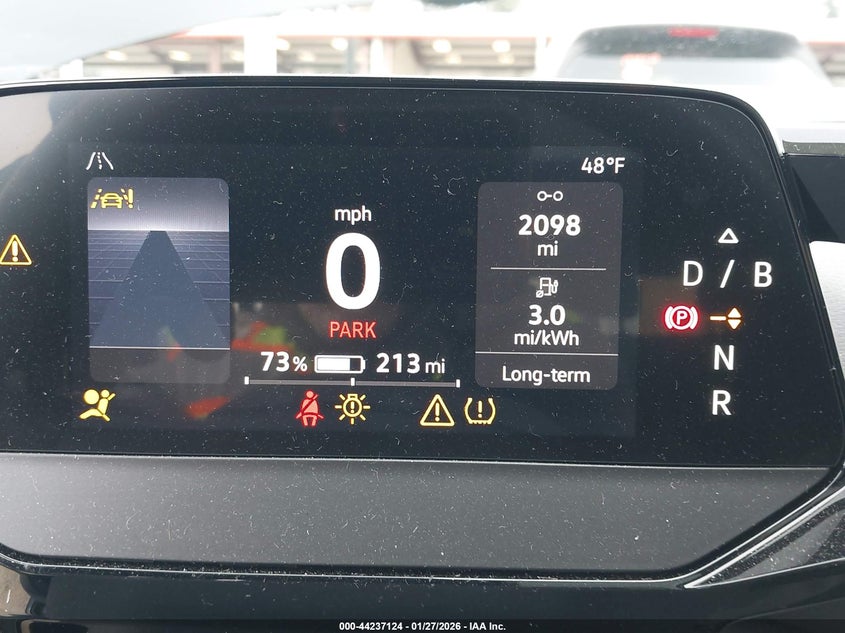 48°F
mph
0
PARK
73% 213 mi
2098
mi
3.0
mi/kWh
Long-term
D / B
P
N
R
000-44237124 - 01/27/2026 - IAA Inc.